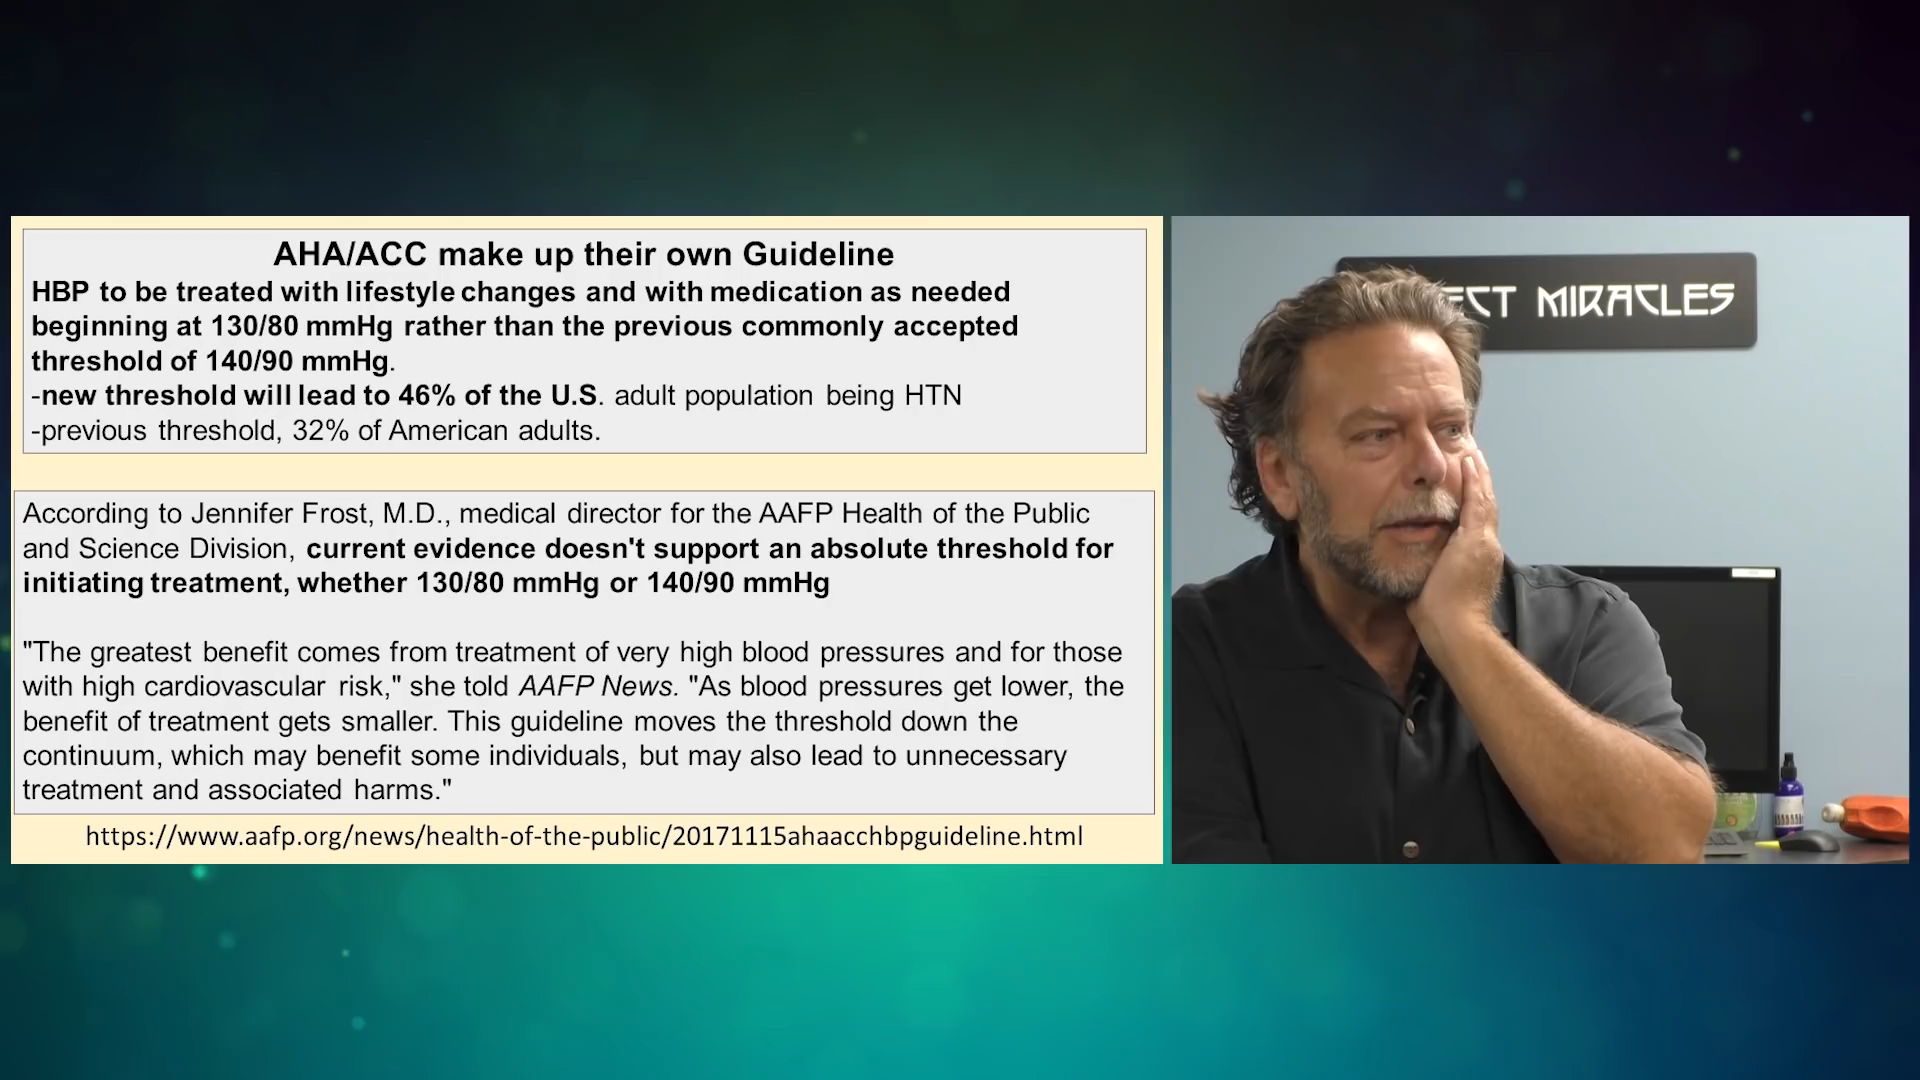 AHA/ACC make up their own Guideline
HBP to be treated with lifestyle changes and with medication as needed
beginning at 130/80 mmHg rather than the previous commonly accepted
threshold of 140/90 mmHg.
-new threshold will lead to 46% of the U.S. adult population being HTN
-previous threshold, 32% of American adults.
According to Jennifer Frost, M.D., medical director for the AAFP Health of the Public
and Science Division, current evidence doesn't support an absolute threshold for
initiating treatment, whether 130/80 mmHg or 140/90 mmHg
"The greatest benefit comes from treatment of very high blood pressures and for those
with high cardiovascular risk," she told AAFP News. "As blood pressures get lower, the
benefit of treatment gets smaller. This guideline moves the threshold down the
continuum, which may benefit some individuals, but may also lead to unnecessary
treatment and associated harms."
https://www.aafp.org/news/health-of-the-public/20171115ahaacchbpguideline.html
MIRACLES